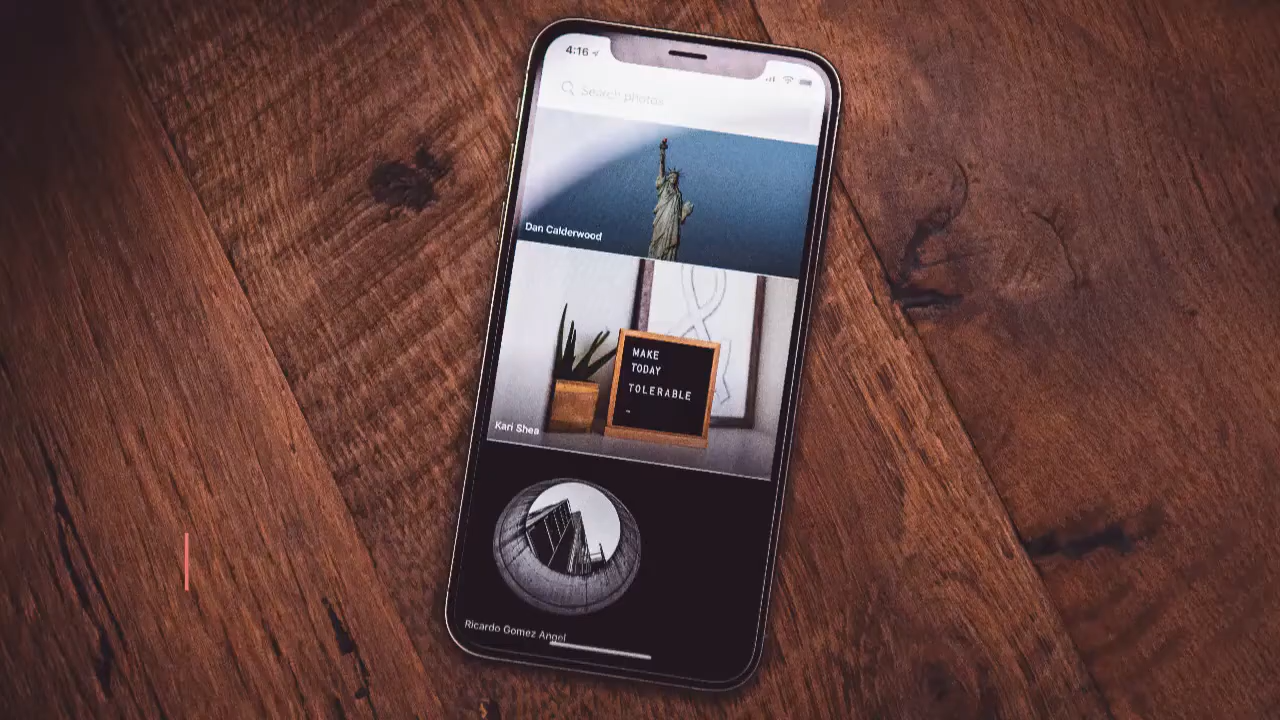 4:16
Search photos
Dan Calderwood
MAKE
TODAY
TOLERABLE
Kari Shea
Ricardo Gomez Angel